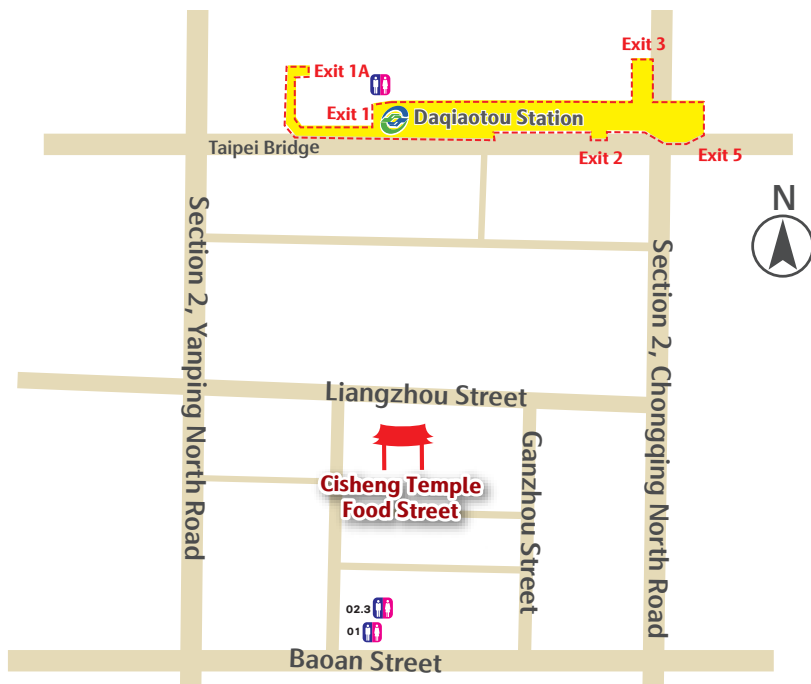 Exit 3
Exit 1A
Exit 1
Daqiaotou Station
Taipei Bridge
Exit 2
Exit 5
N
Section 2, Yanping North Road
Section 2, Chongqing North Road
Liangzhou Street
Cisheng Temple
Food Street
Ganzhou Street
02.3
01
Baoan Street